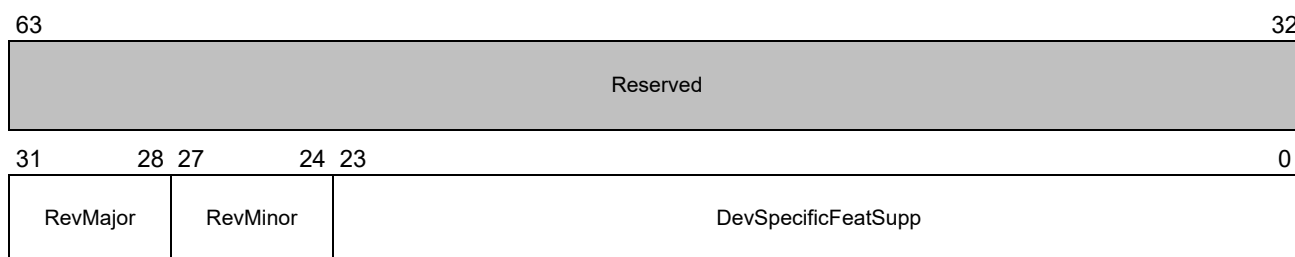 63 32
Reserved
31 28 27 24 23 0
RevMajor RevMinor DevSpecificFeatSupp